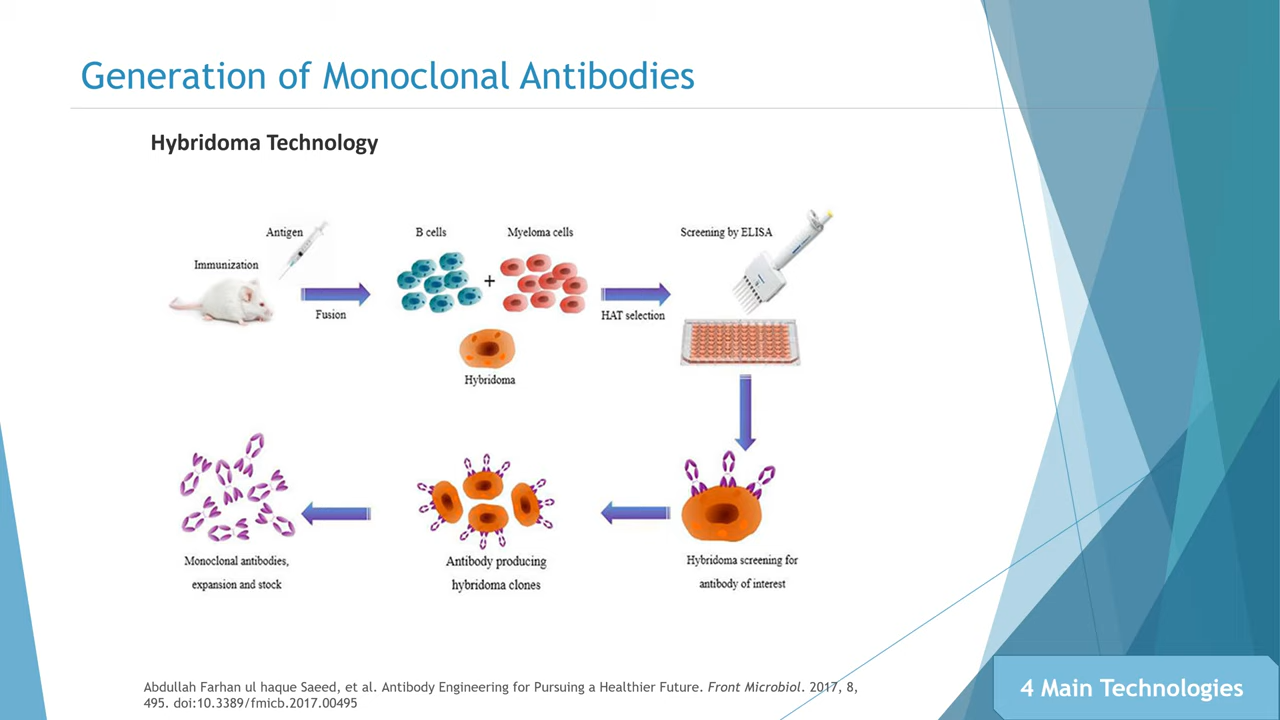 Generation of Monoclonal Antibodies
Hybridoma Technology
Antigen
Immunization
Fusion
B cells
Myeloma cells
+
Hybridoma
HAT selection
Screening by ELISA
Hybridoma screening for
antibody of interest
Antibody producing
hybridoma clones
Monoclonal antibodies,
expansion and stock
Abdullah Farhan ul haque Saeed, et al. Antibody Engineering for Pursuing a Healthier Future. Front Microbiol. 2017, 8,
495. doi:10.3389/fmicb.2017.00495
4 Main Technologies